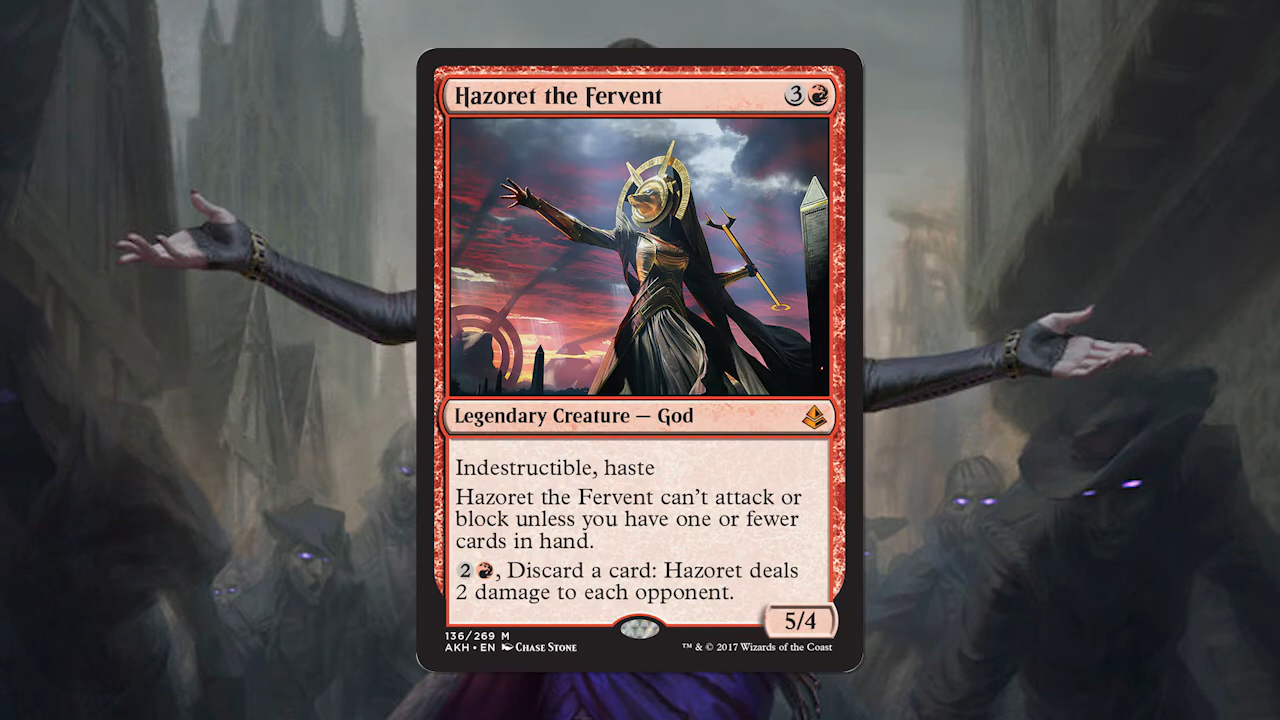 Hazoret the Fervent 3
Legendary Creature — God
Indestructible, haste
Hazoret the Fervent can't attack or
block unless you have one or fewer
cards in hand.
2 , Discard a card: Hazoret deals
2 damage to each opponent.
5/4
136/269 M
AKH • EN Chase Stone
™ & © 2017 Wizards of the Coast